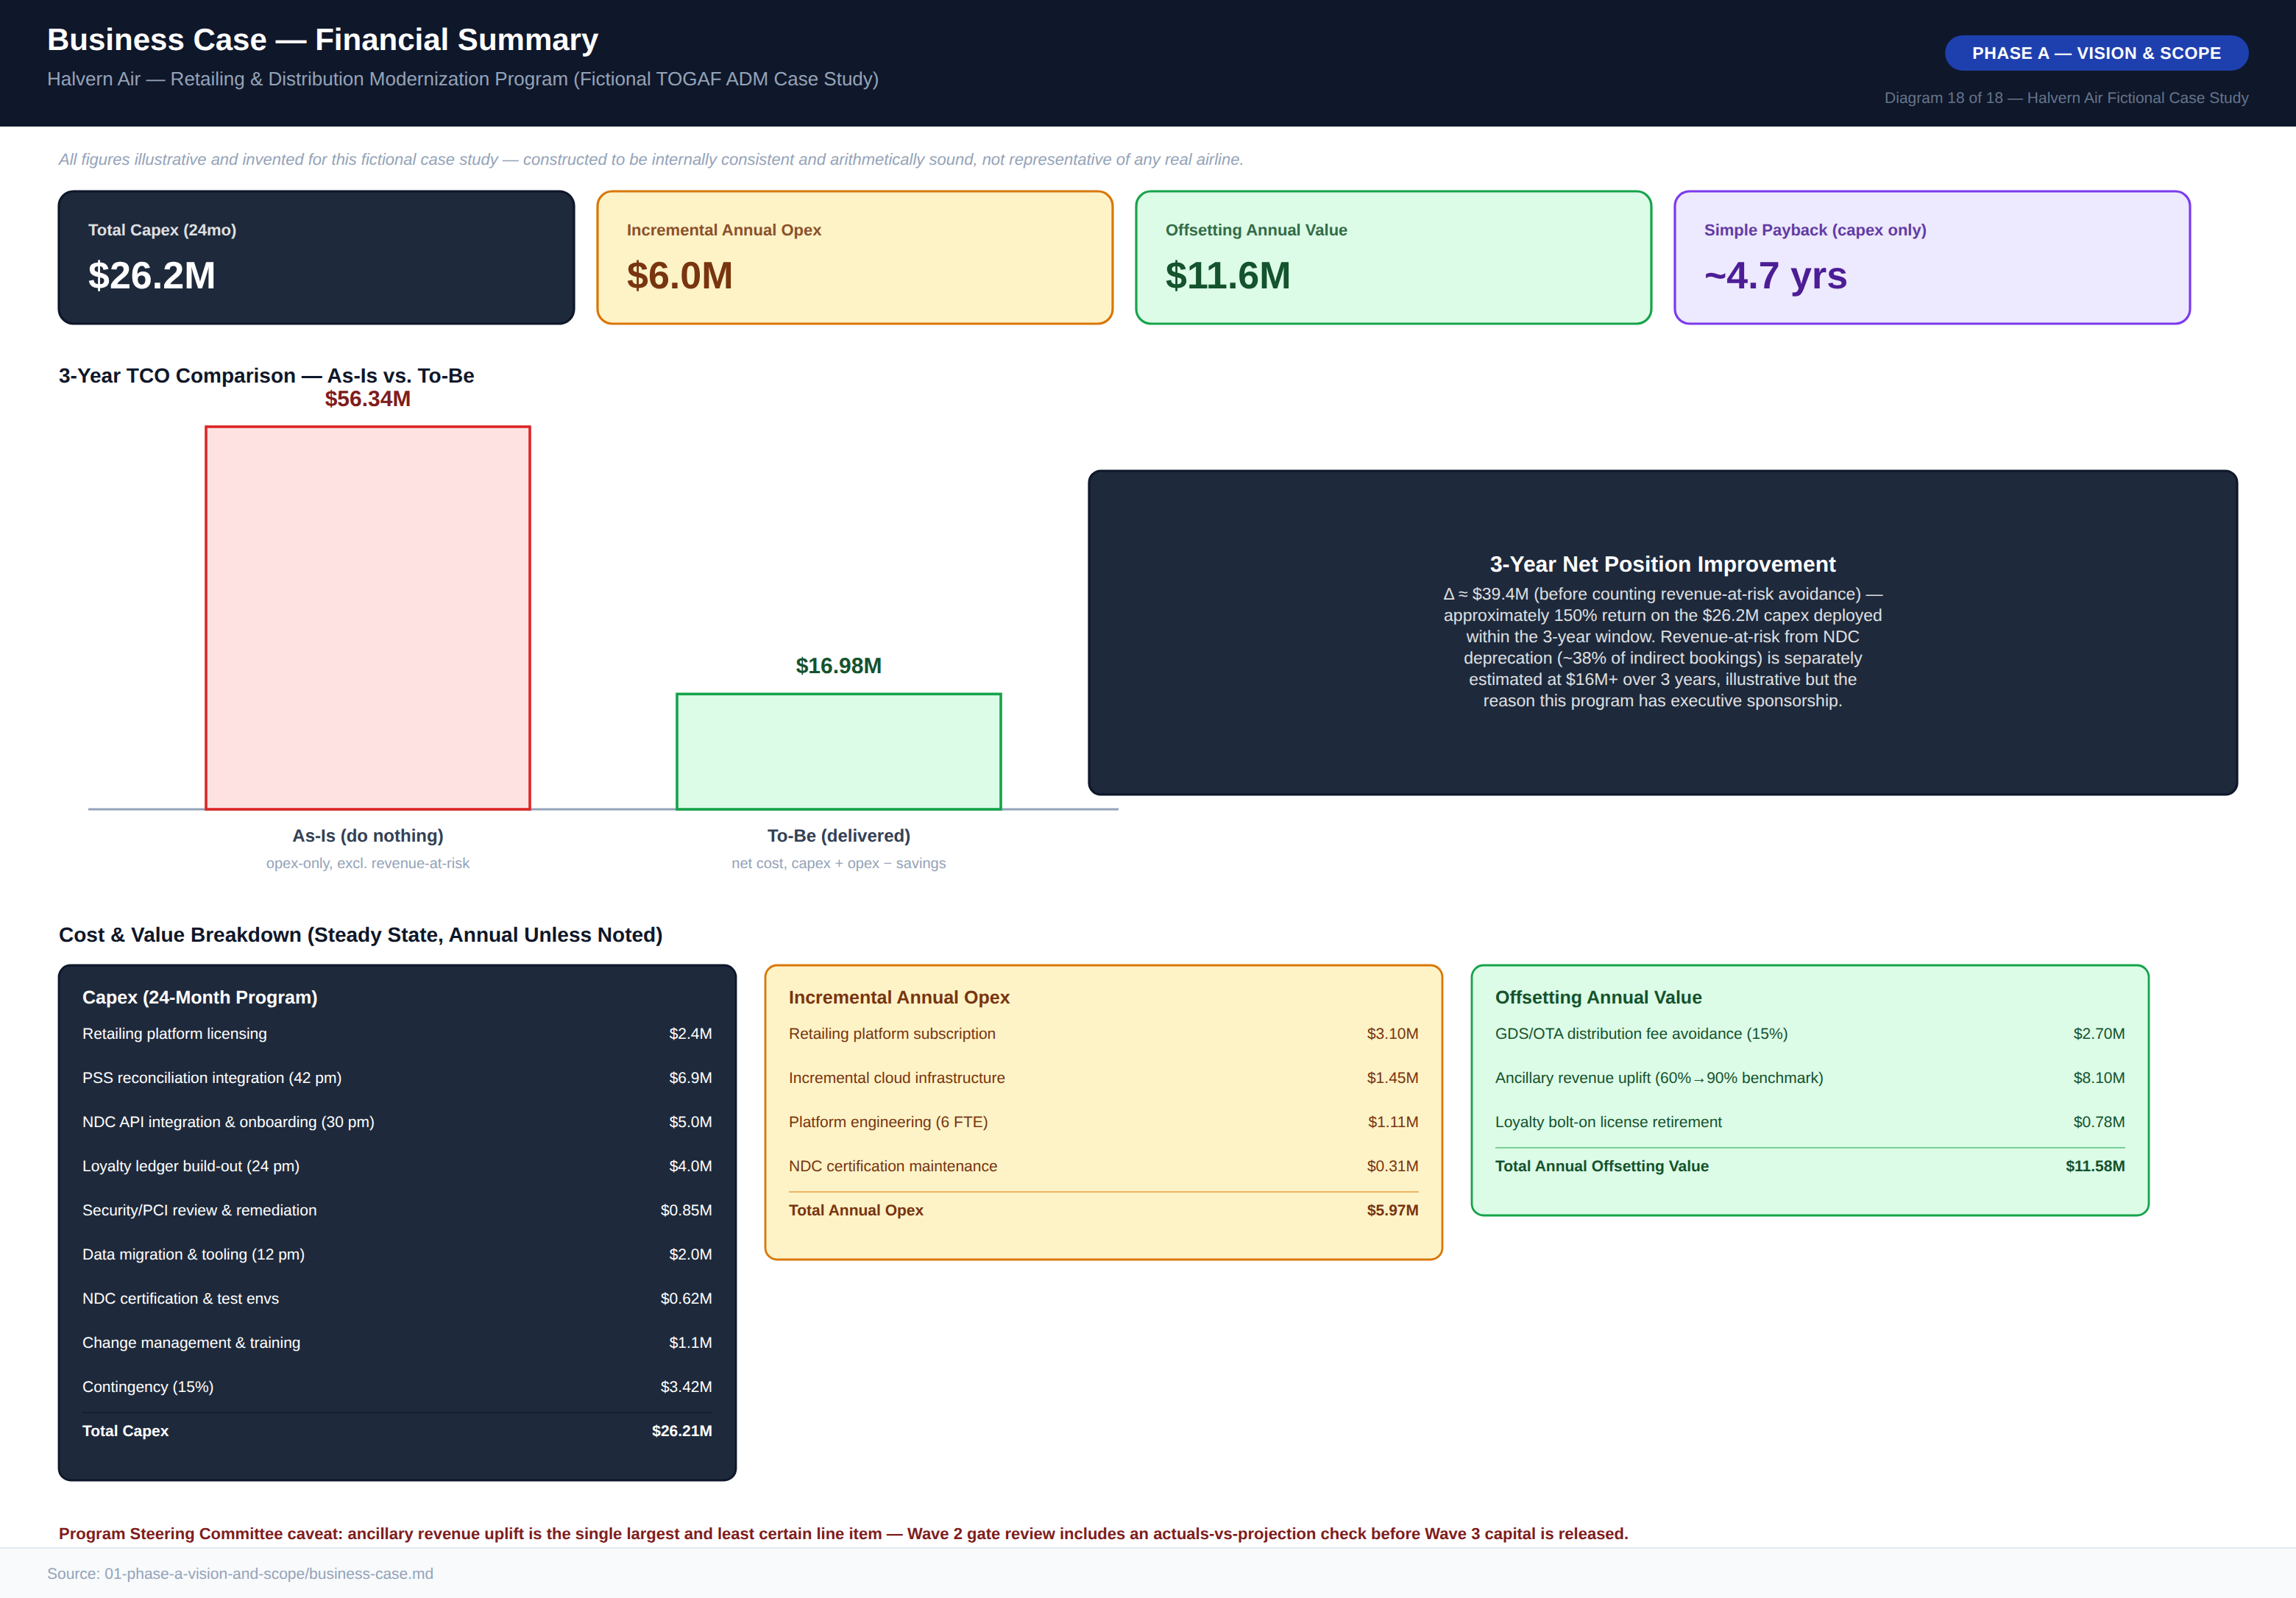 Business Case — Financial Summary
Halvern Air — Retailing & Distribution Modernization Program (Fictional TOGAF ADM Case Study)
PHASE A — VISION & SCOPE
Diagram 18 of 18 — Halvern Air Fictional Case Study
All figures illustrative and invented for this fictional case study — constructed to be internally consistent and arithmetically sound, not representative of any real airline.
Total Capex (24mo)
$26.2M
Incremental Annual Opex
$6.0M
Offsetting Annual Value
$11.6M
Simple Payback (capex only)
~4.7 yrs
3-Year TCO Comparison — As-Is vs. To-Be
$56.34M
$16.98M
As-Is (do nothing)
opex-only, excl. revenue-at-risk
To-Be (delivered)
net cost, capex + opex − savings
3-Year Net Position Improvement
Δ ≈ $39.4M (before counting revenue-at-risk avoidance) —
approximately 150% return on the $26.2M capex deployed
within the 3-year window. Revenue-at-risk from NDC
deprecation (~38% of indirect bookings) is separately
estimated at $16M+ over 3 years, illustrative but the
reason this program has executive sponsorship.
Cost & Value Breakdown (Steady State, Annual Unless Noted)
Capex (24-Month Program)
Retailing platform licensing $2.4M
PSS reconciliation integration (42 pm) $6.9M
NDC API integration & onboarding (30 pm) $5.0M
Loyalty ledger build-out (24 pm) $4.0M
Security/PCI review & remediation $0.85M
Data migration & tooling (12 pm) $2.0M
NDC certification & test envs $0.62M
Change management & training $1.1M
Contingency (15%) $3.42M
Total Capex $26.21M
Incremental Annual Opex
Retailing platform subscription $3.10M
Incremental cloud infrastructure $1.45M
Platform engineering (6 FTE) $1.11M
NDC certification maintenance $0.31M
Total Annual Opex $5.97M
Offsetting Annual Value
GDS/OTA distribution fee avoidance (15%) $2.70M
Ancillary revenue uplift (60%→90% benchmark) $8.10M
Loyalty bolt-on license retirement $0.78M
Total Annual Offsetting Value $11.58M
Program Steering Committee caveat: ancillary revenue uplift is the single largest and least certain line item — Wave 2 gate review includes an actuals-vs-projection check before Wave 3 capital is released.
Source: 01-phase-a-vision-and-scope/business-case.md